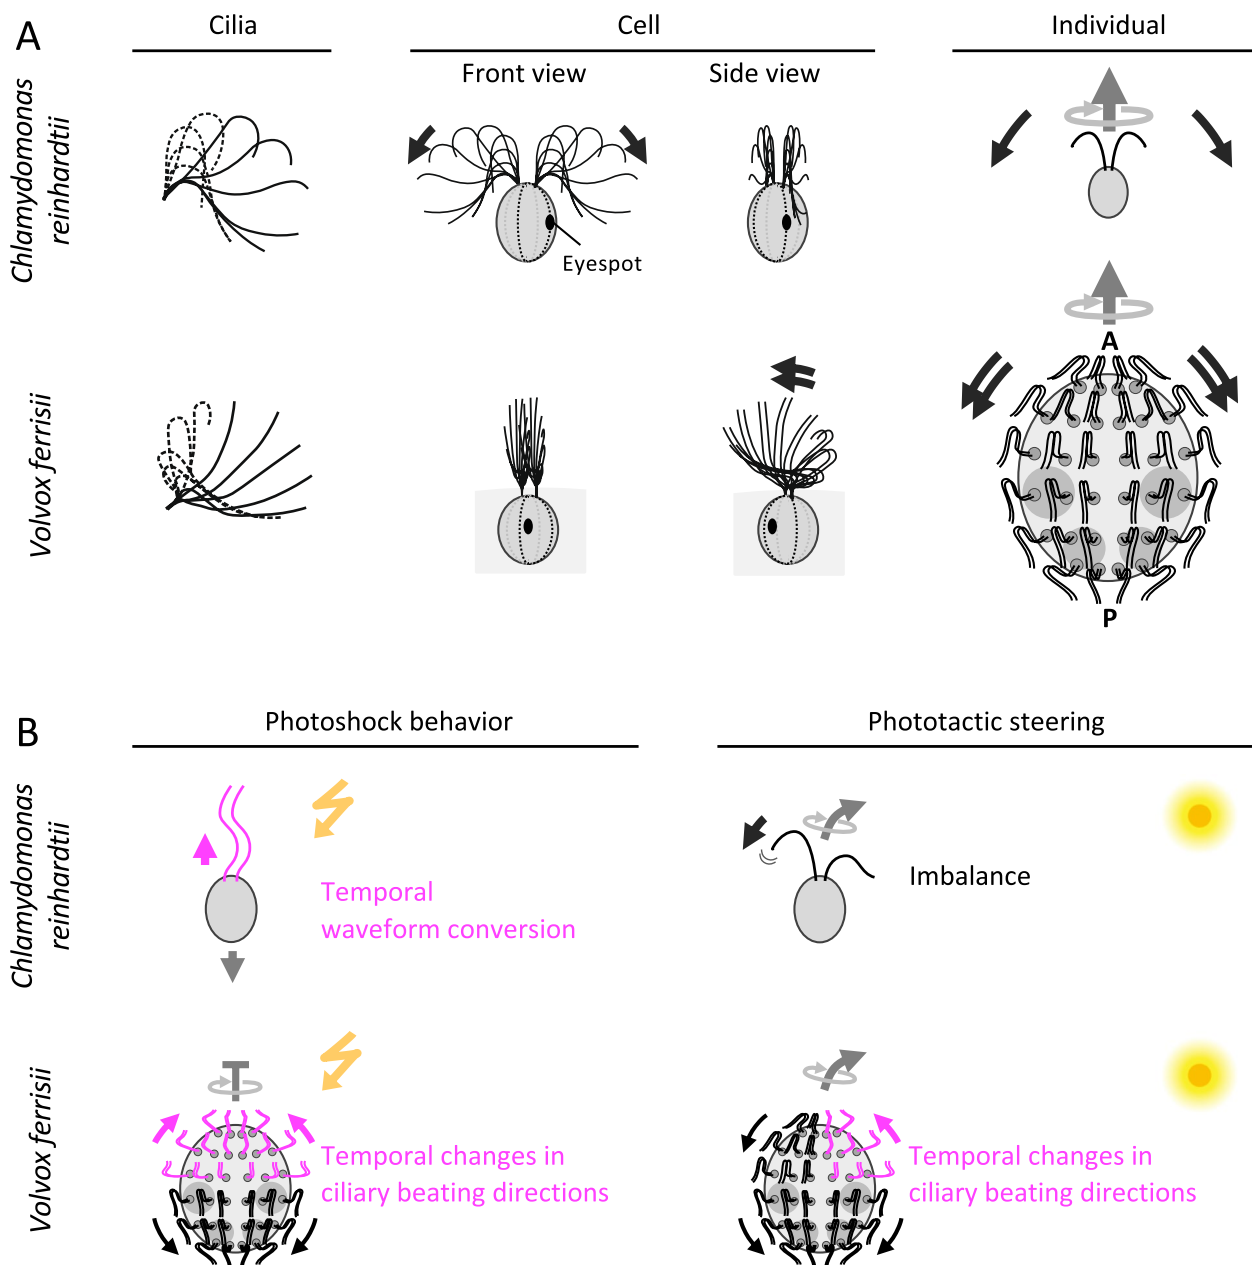 A
Cilia
Cell
Individual
Front view
Side view
Chlamydomonas
reinhardtii
Eyespot
A
Volvox ferrisii
P
B
Photoshock behavior
Phototactic steering
Chlamydomonas
reinhardtii
Temporal
waveform conversion
Imbalance
Volvox ferrisii
Temporal changes in
ciliary beating directions
Temporal changes in
ciliary beating directions